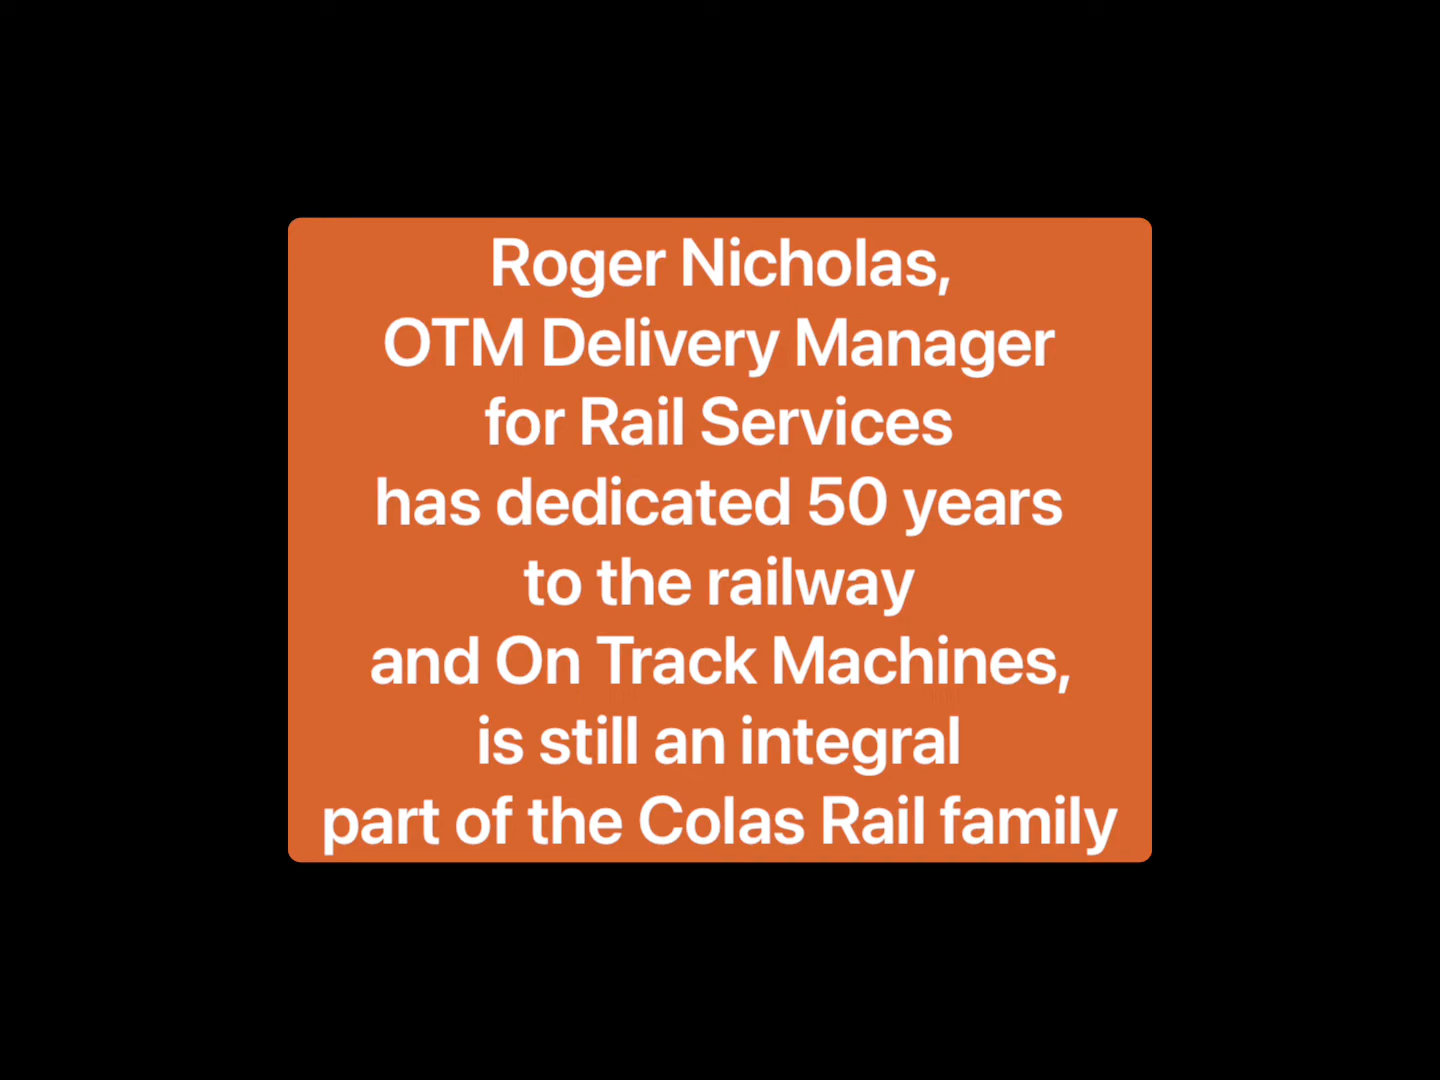 Roger Nicholas,
OTM Delivery Manager
for Rail Services
has dedicated 50 years
to the railway
and On Track Machines,
is still an integral
part of the Colas Rail family